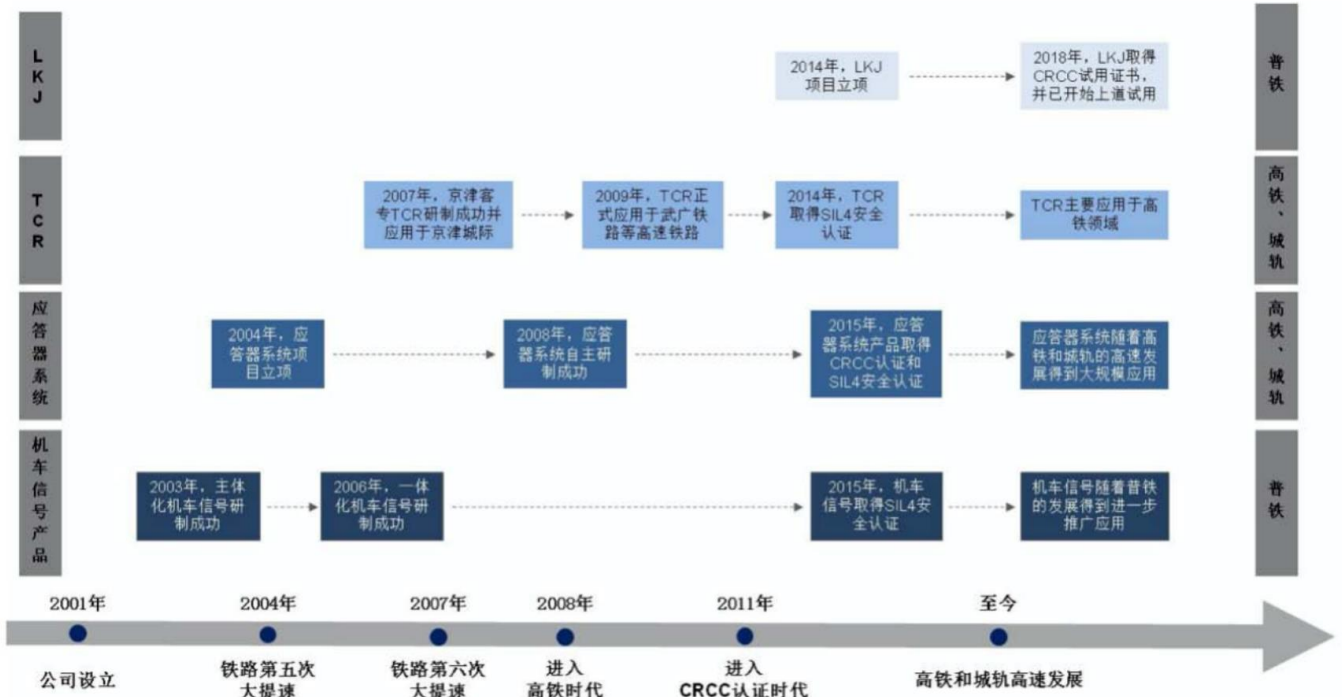 LKJ
2014年，LKJ
项目立项
2018年，LKJ取得
CRCC试用证书，
并已开始上道试用
普铁
TCR
2007年，京津客
专TCR研制成功并
应用于京津城际
2009年，TCR正
式应用于武广铁
路等高速铁路
2014年，TCR
取得SIL4安全
认证
TCR主要应用于高
铁领域
高铁、城轨
应答器系统
2004年，应
答器系统项
目立项
2008年，应答
器系统自主研
制成功
2015年，应答
器系统产品取得
CRCC认证和
SIL4安全认证
应答器系统随着高
铁和城轨的高速发
展得到大规模应用
高铁、城轨
机车信号产品
2003年，主体
化机车信号研
制成功
2006年，一体
化机车信号研
制成功
2015年，机车
信号取得SIL4安
全认证
机车信号随着普铁
的发展得到进一步
推广应用
普铁
2001年
2004年
2007年
2008年
2011年
至今
公司设立
铁路第五次
大提速
铁路第六次
大提速
进入
高铁时代
进入
CRCC认证时代
高铁和城轨高速发展